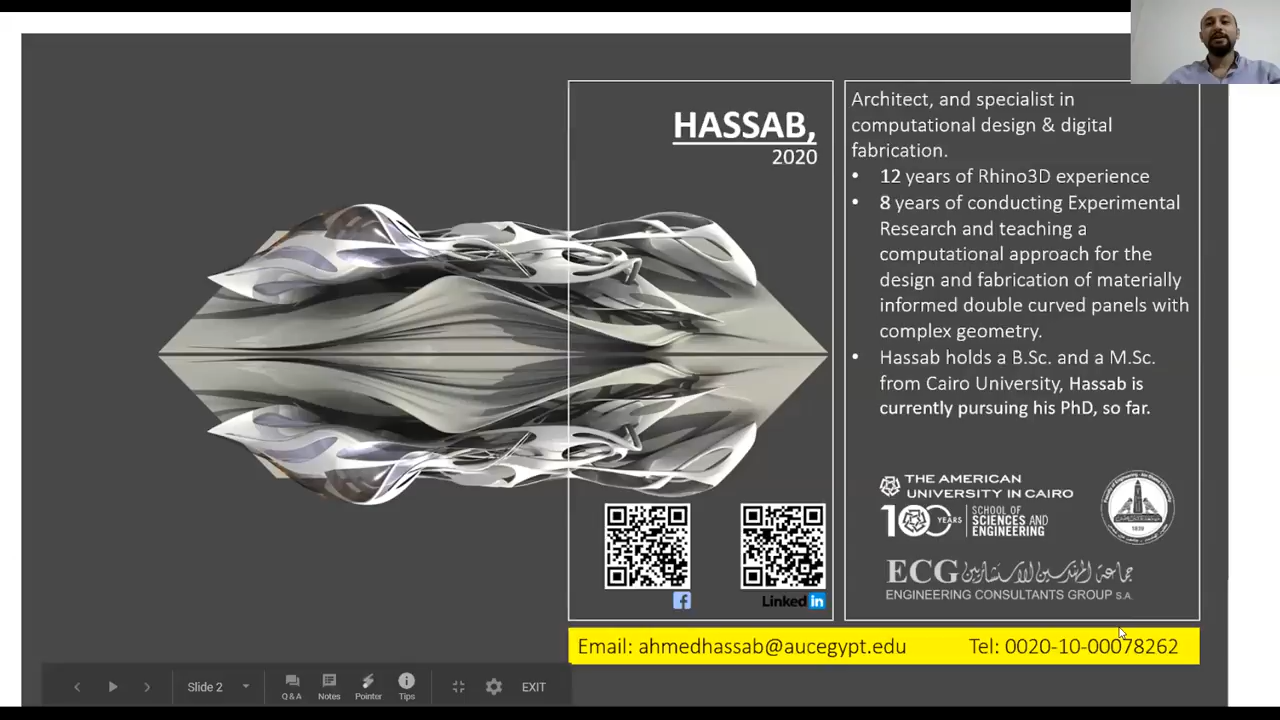 HASSAB,
2020
Architect, and specialist in
computational design & digital
fabrication.
• 12 years of Rhino3D experience
• 8 years of conducting Experimental
Research and teaching a
computational approach for the
design and fabrication of materially
informed double curved panels with
complex geometry.
• Hassab holds a B.Sc. and a M.Sc.
from Cairo University, Hassab is
currently pursuing his PhD, so far.
THE AMERICAN
UNIVERSITY IN CAIRO
100 YEARS
SCHOOL OF
SCIENCES AND
ENGINEERING
1839
ECG جماعة المهندسين الاستشاريين
ENGINEERING CONSULTANTS GROUP S.A.
Linked in
Email: ahmedhassab@aucegypt.edu Tel: 0020-10-00078262
Slide 2
Q & A
Notes
Pointer
Tips
EXIT